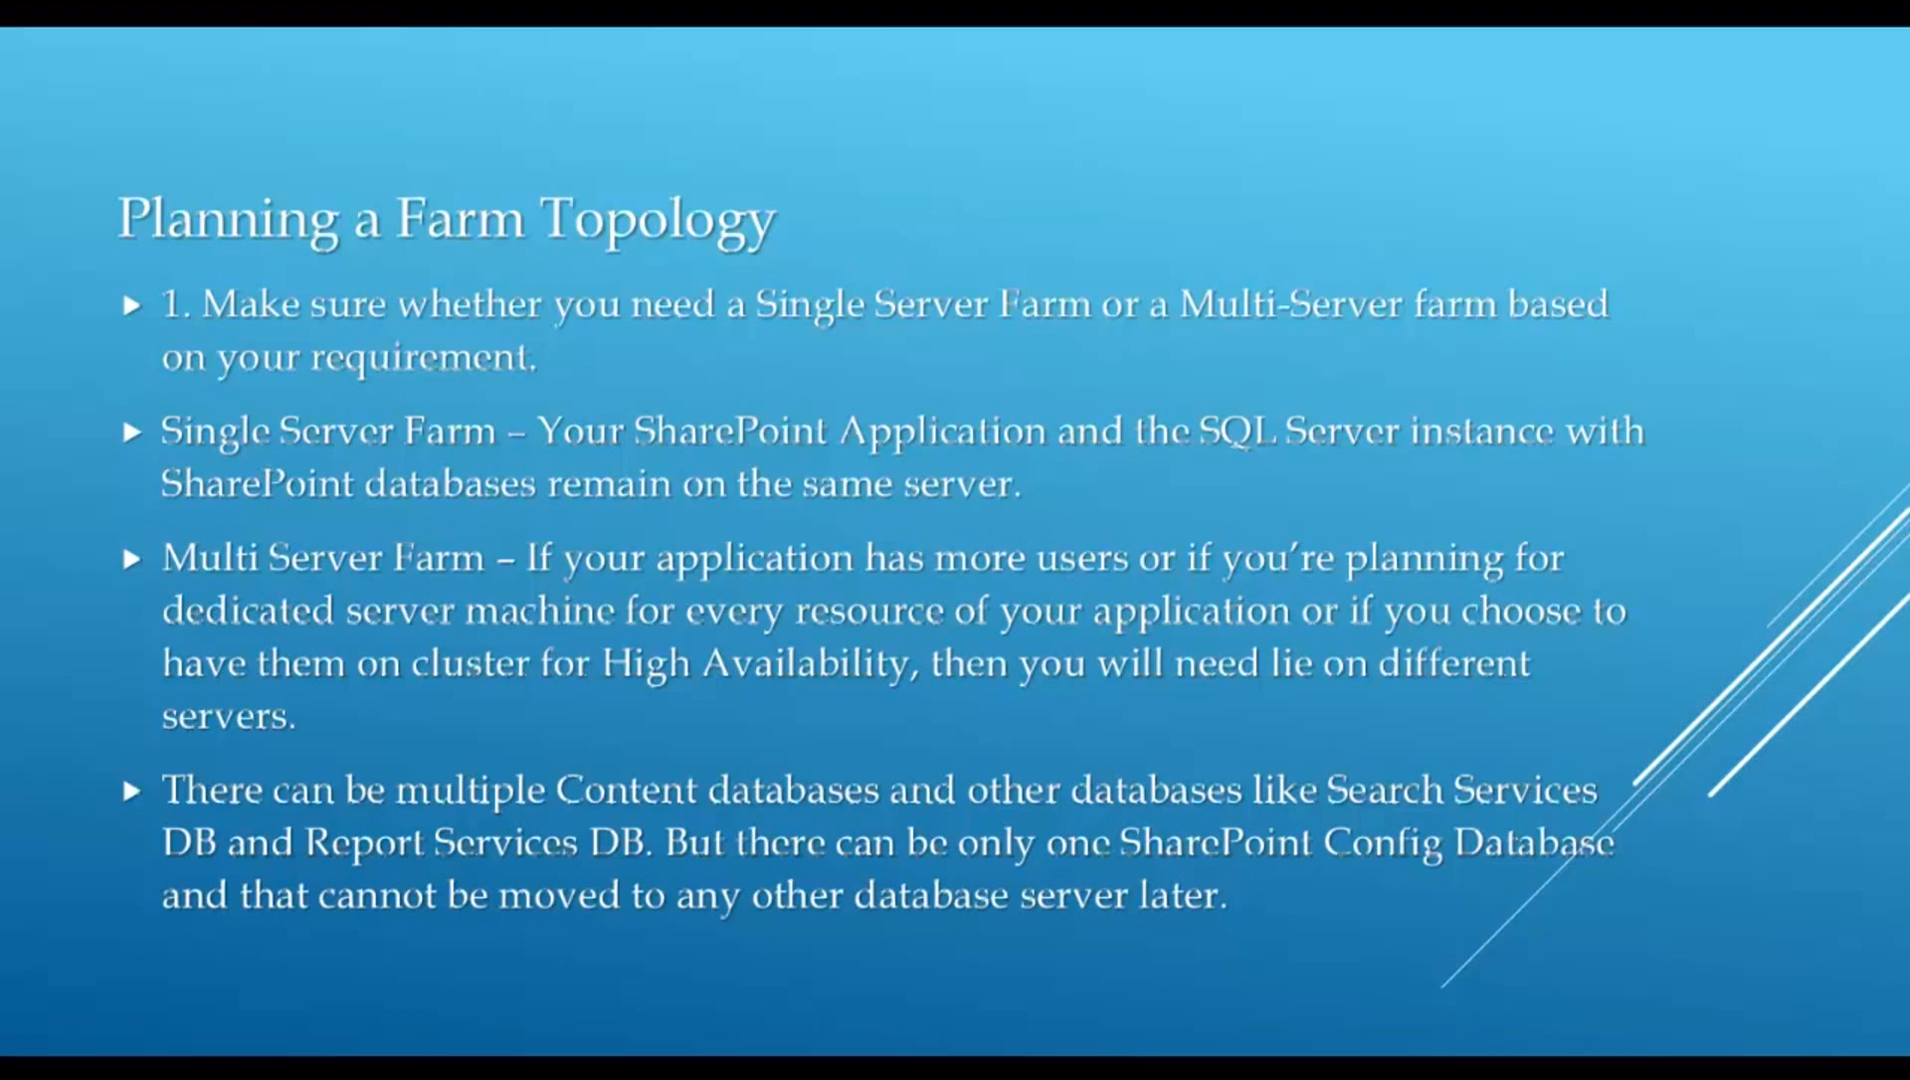 Planning a Farm Topology
1. Make sure whether you need a Single Server Farm or a Multi-Server farm based
on your requirement.
Single Server Farm – Your SharePoint Application and the SQL Server instance with
SharePoint databases remain on the same server.
Multi Server Farm – If your application has more users or if you’re planning for
dedicated server machine for every resource of your application or if you choose to
have them on cluster for High Availability, then you will need lie on different
servers.
There can be multiple Content databases and other databases like Search Services
DB and Report Services DB. But there can be only one SharePoint Config Database
and that cannot be moved to any other database server later.